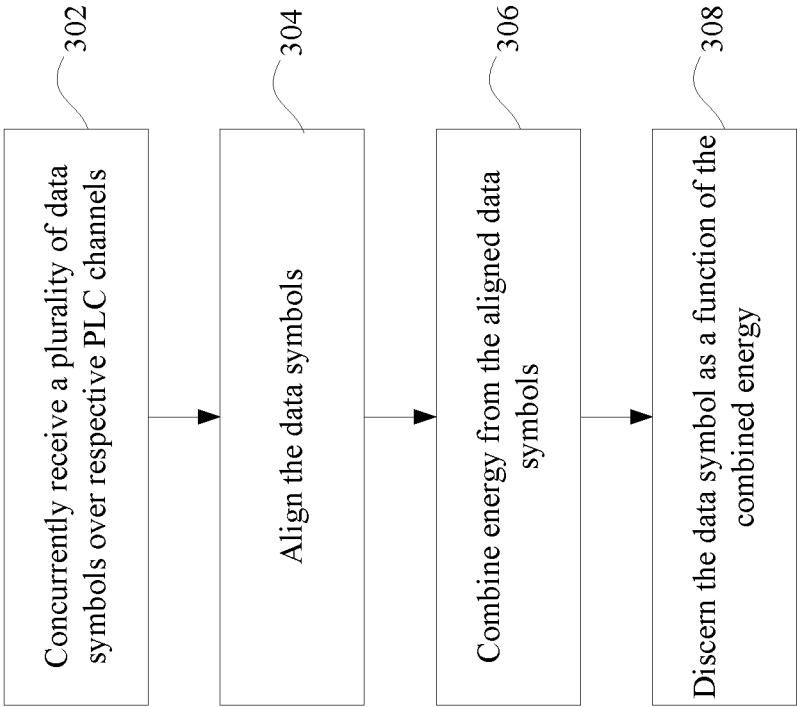 302
Concurrently receive a plurality of data
symbols over respective PLC channels
304
Align the data symbols
306
Combine energy from the aligned data
symbols
308
Discern the data symbol as a function of the
combined energy